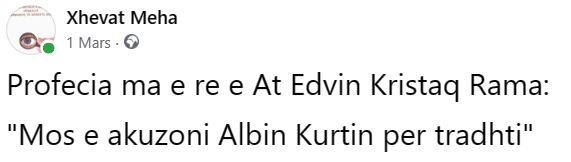 Xhevat Meha
1 Mars ·
Profecia ma e re e At Edvin Kristaq Rama:
"Mos e akuzoni Albin Kurtin per tradhti"